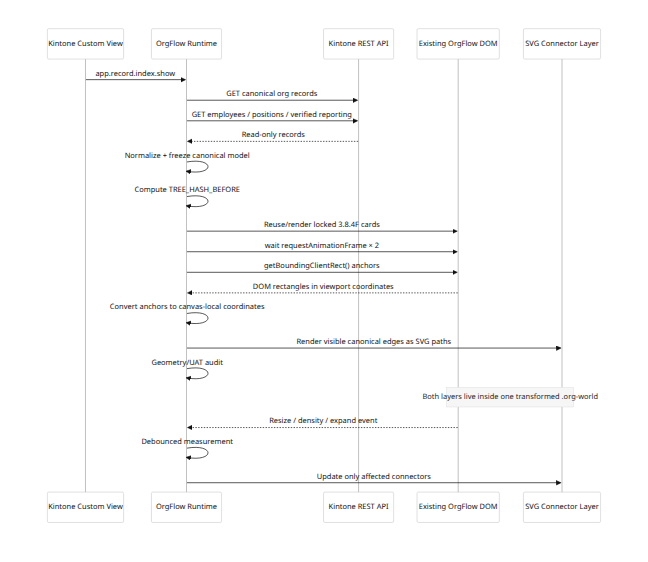 Kintone Custom View
OrgFlow Runtime
Kintone REST API
Existing OrgFlow DOM
SVG Connector Layer
app.record.index.show
GET canonical org records
GET employees / positions / verified reporting
Read-only records
Normalize + freeze canonical model
Compute TREE_HASH_BEFORE
Reuse/render locked 3.8.4F cards
wait requestAnimationFrame × 2
getBoundingClientRect() anchors
DOM rectangles in viewport coordinates
Convert anchors to canvas-local coordinates
Render visible canonical edges as SVG paths
Geometry/UAT audit
Both layers live inside one transformed .org-world
Resize / density / expand event
Debounced measurement
Update only affected connectors
Kintone Custom View
OrgFlow Runtime
Kintone REST API
Existing OrgFlow DOM
SVG Connector Layer